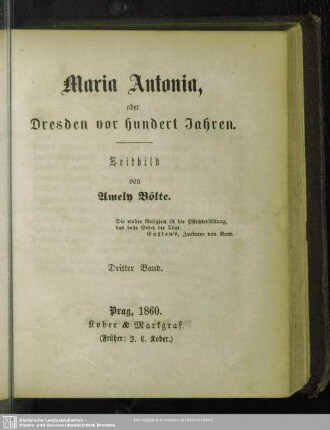 Maria Antonia,
oder
Dresden vor hundert Jahren.
Zeitbild
von
Amely Bölte.
Die wahre Religion ist die Pflichterfüllung,
das beste Gebet die That.
Gutzkow's, Zauberer von Rom.
Dritter Band.
Prag, 1860.
Kober & Markgraf.
(Früher: J. L. Kober.)